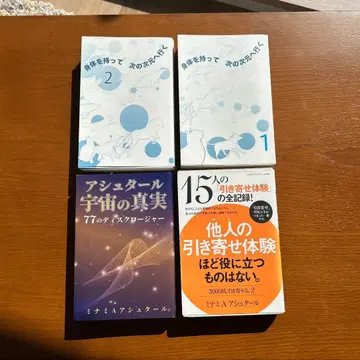 身体を持って 次の次元へ行く
2
身体を持って 次の次元へ行く
1
アシュタール
宇宙の真実
77のディスクロージャー
ミナミAアシュタール
15人の「引き寄せ体験」
の全記録!
他人の
引き寄せ体験
ほど役に立つ
ものはない。
ミナミAアシュタール